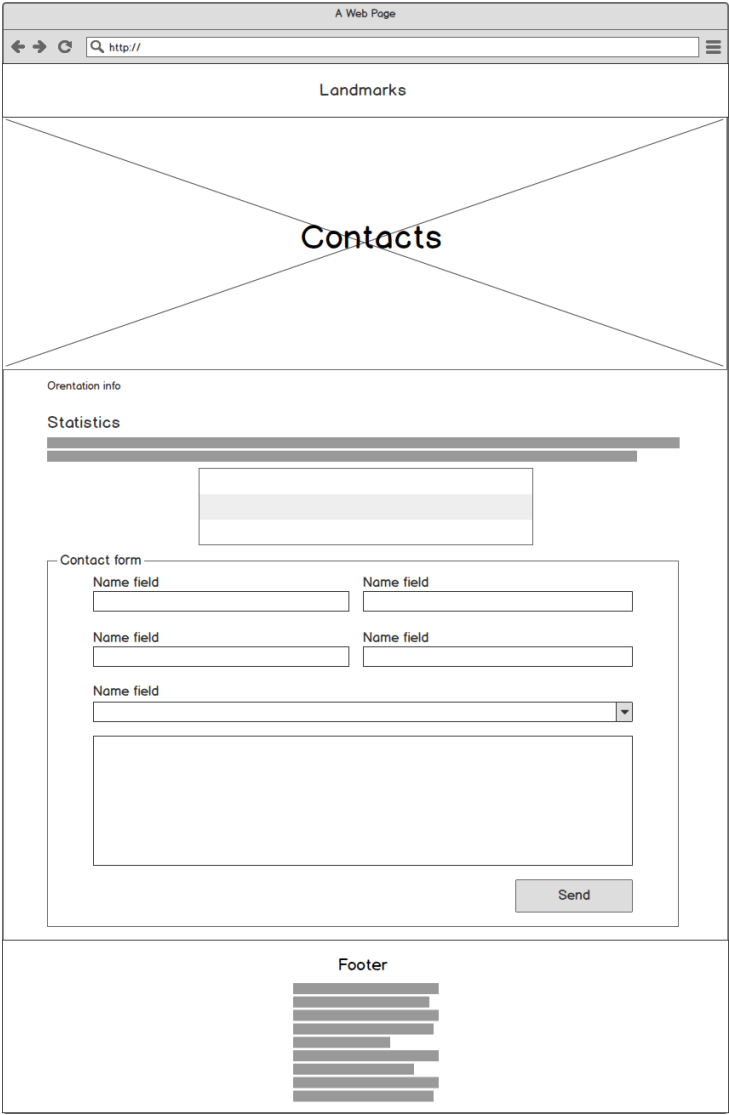 A Web Page
http://
Landmarks
Contacts
Orentation info
Statistics
Contact form
Name field
Name field
Name field
Name field
Name field
Send
Footer